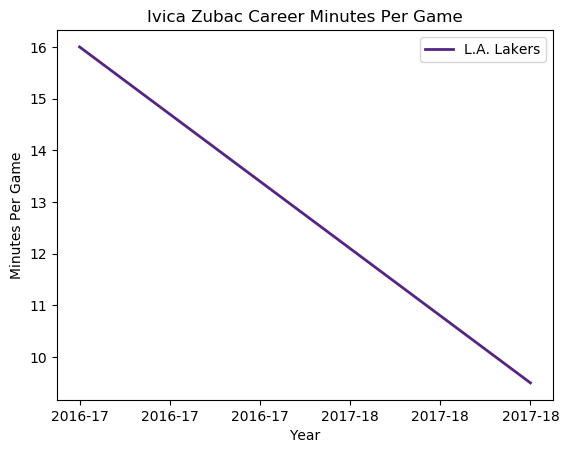 Ivica Zubac Career Minutes Per Game
L.A. Lakers
16
15
14
13
12
11
10
Minutes Per Game
2016-17 2016-17 2016-17 2017-18 2017-18 2017-18
Year